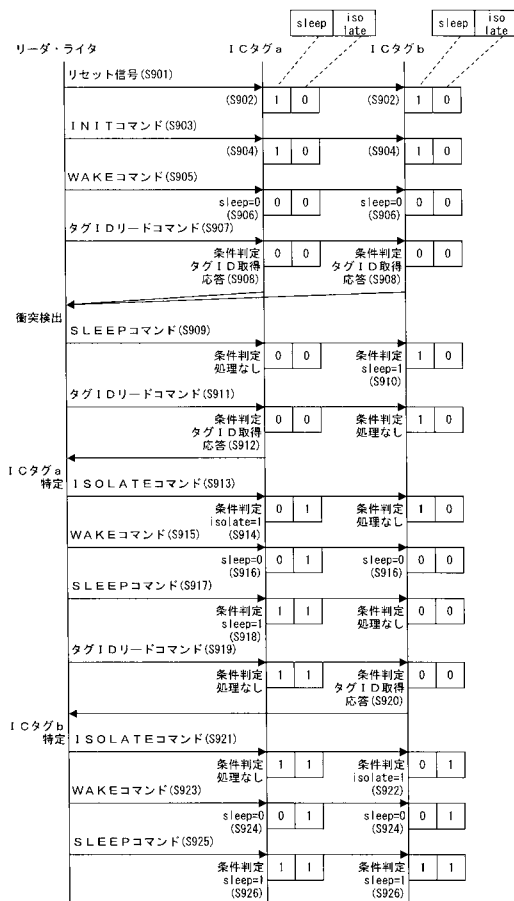 sleep iso late sleep iso late
リーダ・ライタ ICタグa ICタグb
リセット信号(S901)
(S902) 1 0 (S902) 1 0
INITコマンド(S903)
(S904) 1 0 (S904) 1 0
WAKEコマンド(S905)
sleep=0 0 0 sleep=0 0 0
(S906) (S906)
タグIDリードコマンド(S907)
条件判定 0 0 条件判定 0 0
タグID取得 タグID取得
応答(S908) 応答(S908)
衝突検出
SLEEPコマンド(S909)
条件判定 0 0 条件判定 1 0
処理なし sleep=1
(S910)
タグIDリードコマンド(S911)
条件判定 0 0 条件判定 1 0
タグID取得 処理なし
応答(S912)
ICタグa
特定
ISOLATEコマンド(S913)
条件判定 0 1 条件判定 1 0
isolate=1 処理なし
(S914)
WAKEコマンド(S915)
sleep=0 0 1 sleep=0 0 0
(S916) (S916)
SLEEPコマンド(S917)
条件判定 1 1 条件判定 0 0
sleep=1 処理なし
(S918)
タグIDリードコマンド(S919)
条件判定 1 1 条件判定 0 0
処理なし タグID取得
応答(S920)
ICタグb
特定
ISOLATEコマンド(S921)
条件判定 1 1 条件判定 0 1
処理なし isolate=1
(S922)
WAKEコマンド(S923)
sleep=0 0 1 sleep=0 0 1
(S924) (S924)
SLEEPコマンド(S925)
条件判定 1 1 条件判定 1 1
sleep=1 sleep=1
(S926) (S926)